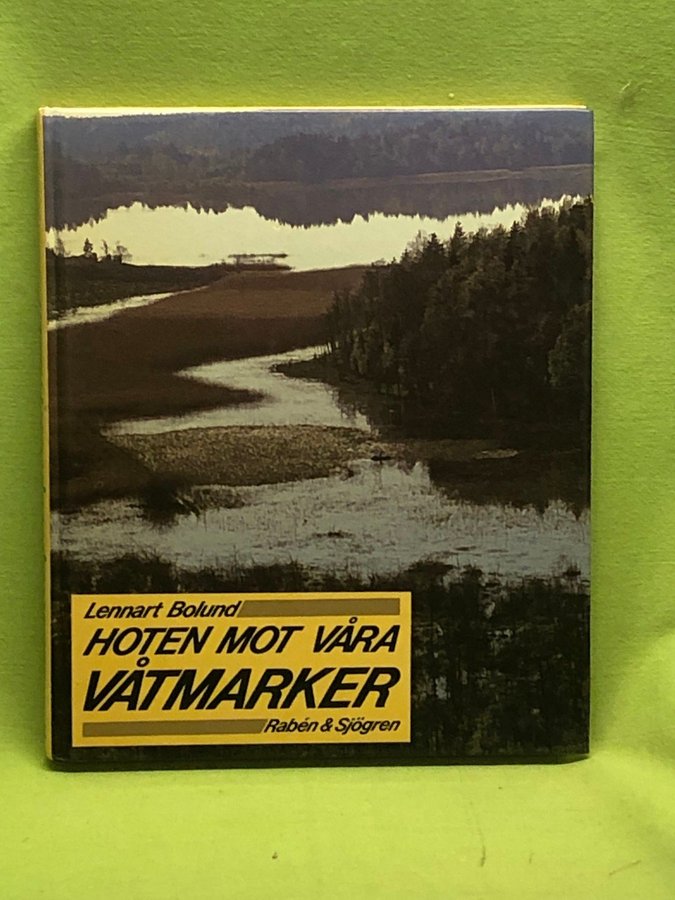 Lennart Bolund
HOTEN MOT VÅRA
VÅTMARKER
Rabén & Sjögren